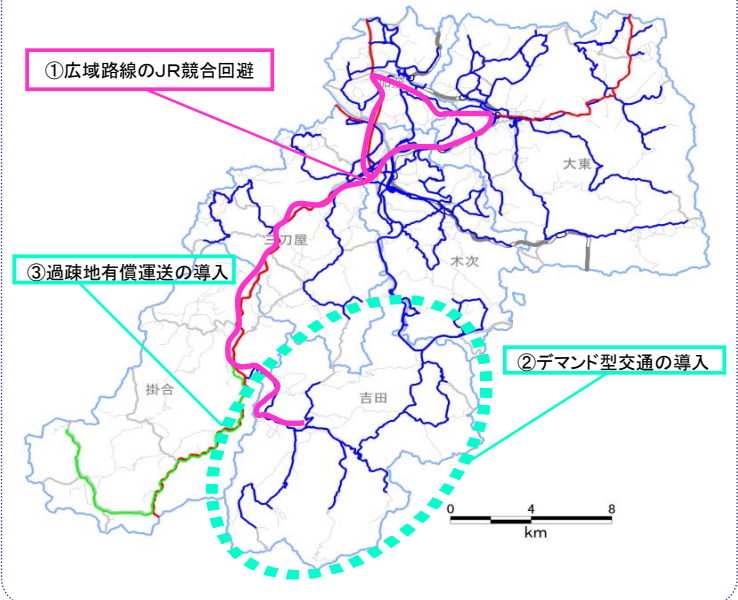 ①広域路線のJR競合回避
大東
三刀屋
木次
③過疎地有償運送の導入
②デマンド型交通の導入
掛合
吉田
0 4 8
km